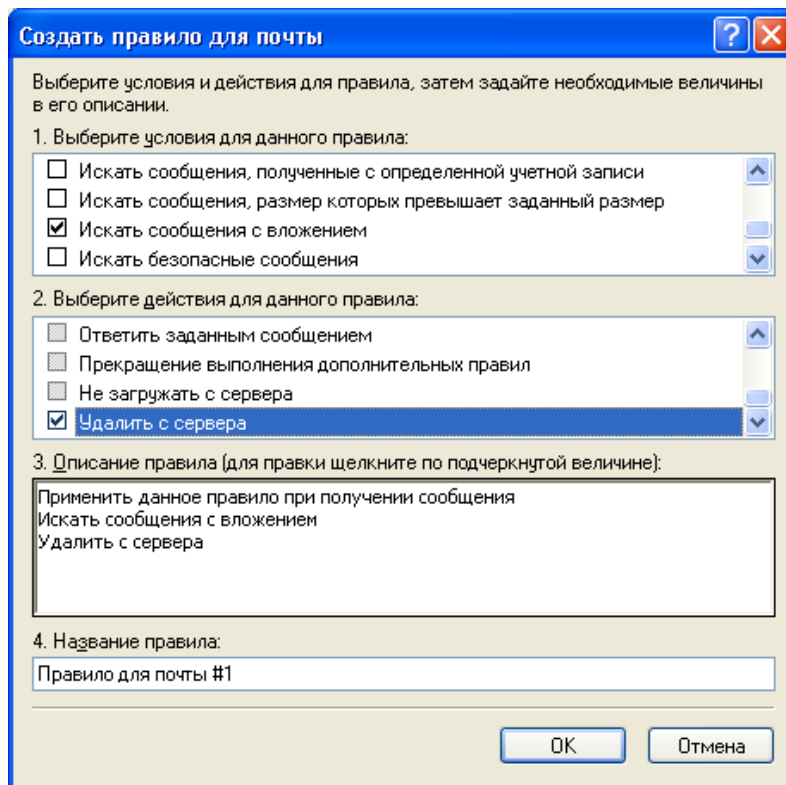 Создать правило для почты
Выберите условия и действия для правила, затем задайте необходимые величины
в его описании.
1. Выберите условия для данного правила:
Искать сообщения, полученные с определенной учетной записи
Искать сообщения, размер которых превышает заданный размер
Искать сообщения с вложением
Искать безопасные сообщения
2. Выберите действия для данного правила:
Ответить заданным сообщением
Прекращение выполнения дополнительных правил
Не загружать с сервера
Удалить с сервера
3. Описание правила (для правки щелкните по подчеркнутой величине):
Применить данное правило при получении сообщения
Искать сообщения с вложением
Удалить с сервера
4. Название правила:
Правило для почты #1
OK Отмена